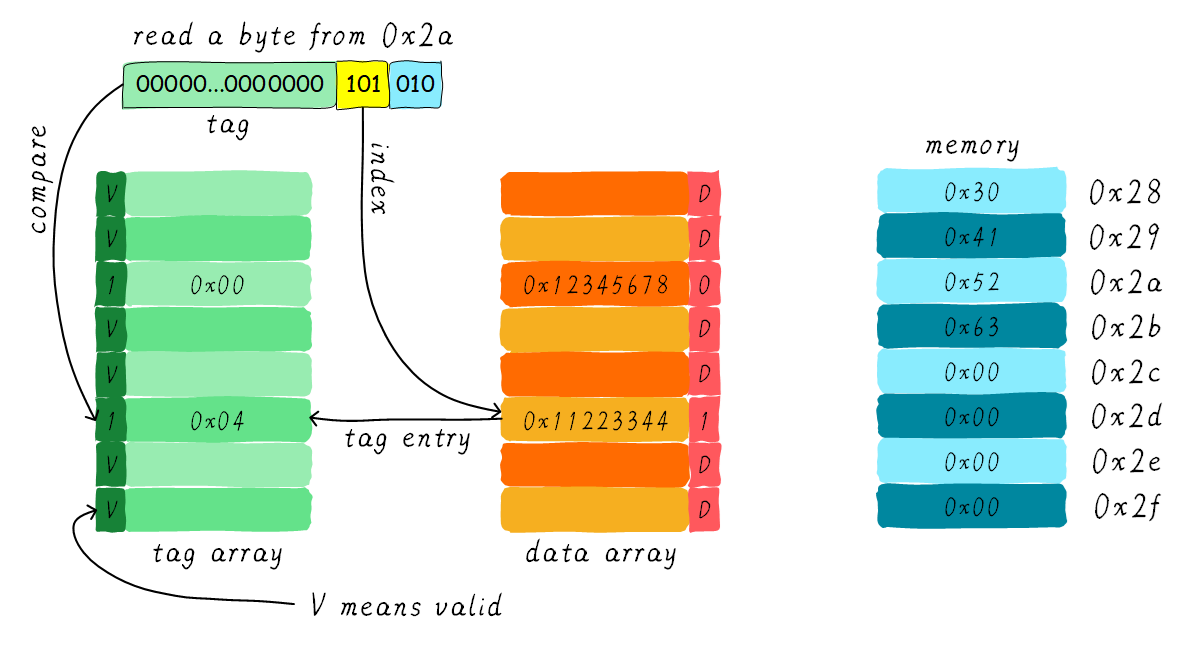 read a byte from 0x2a
00000...0000000 101 010
tag
compare
index
memory
V
D
0x30 0x28
V
D
0x41 0x29
1 0x00
0x12345678 0
0x52 0x2a
V
D
0x63 0x2b
V
D
0x00 0x2c
1 0x04
0x11223344 1
0x00 0x2d
tag entry
V
D
0x00 0x2e
V
D
0x00 0x2f
tag array
data array
V means valid